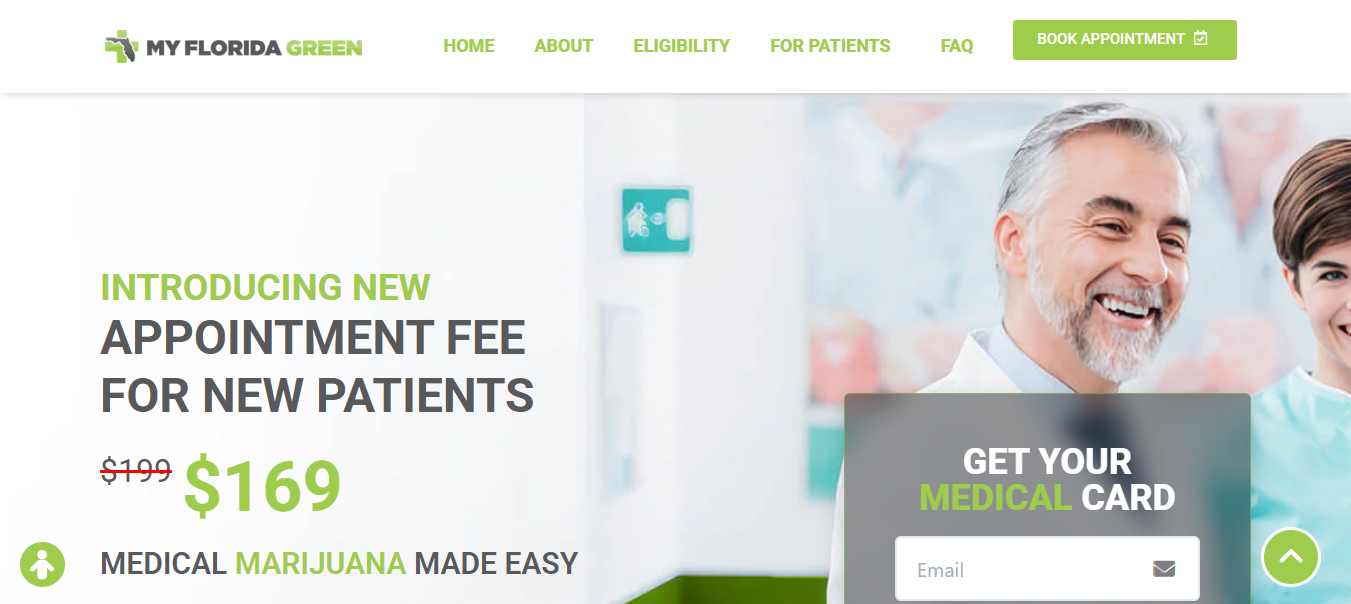 MY FLORIDA GREEN
HOME ABOUT ELIGIBILITY FOR PATIENTS FAQ BOOK APPOINTMENT
INTRODUCING NEW
APPOINTMENT FEE
FOR NEW PATIENTS
$199 $169
MEDICAL MARIJUANA MADE EASY
GET YOUR
MEDICAL CARD
Email